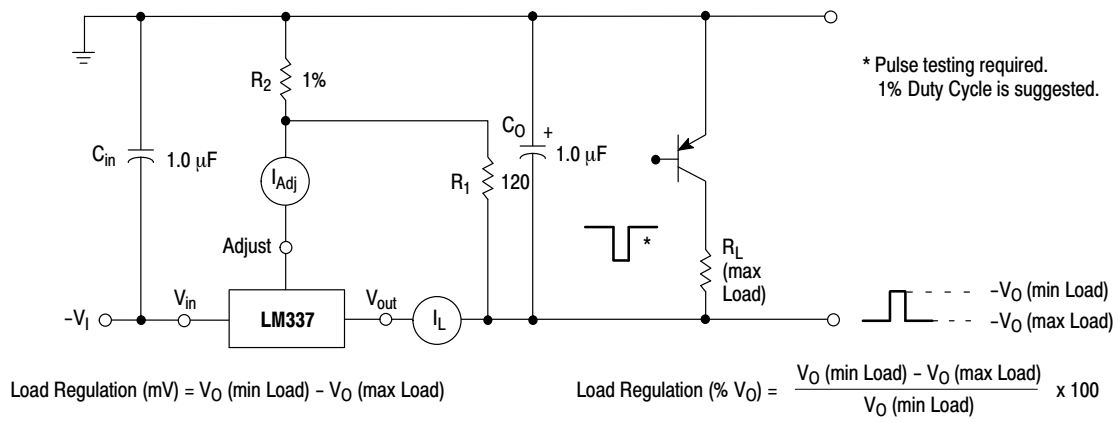 * Pulse testing required.
1% Duty Cycle is suggested.
R2
1%
Cin
1.0 μF
IAdj
R1
120
CO
+
1.0 μF
Adjust
*
RL
(max
Load)
–VI
Vin
LM337
Vout
IL
–VO (min Load)
–VO (max Load)
Load Regulation (mV) = VO (min Load) – VO (max Load)
Load Regulation (% VO) =
VO (min Load) – VO (max Load)
VO (min Load)
x 100